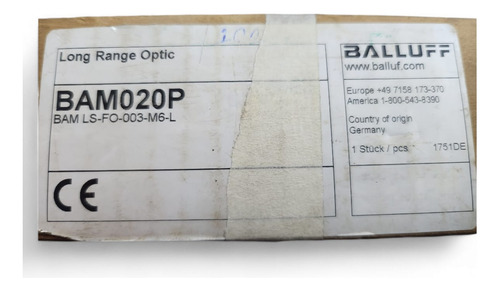 Long Range Optic
BAM020P
BAM LS-FO-003-M6-L
CE
BALLUFF
www.balluf.com
Europe +49 7158 173-370
America 1-800-543-8390
Country of origin
Germany
1 Stück / pcs 1751DE